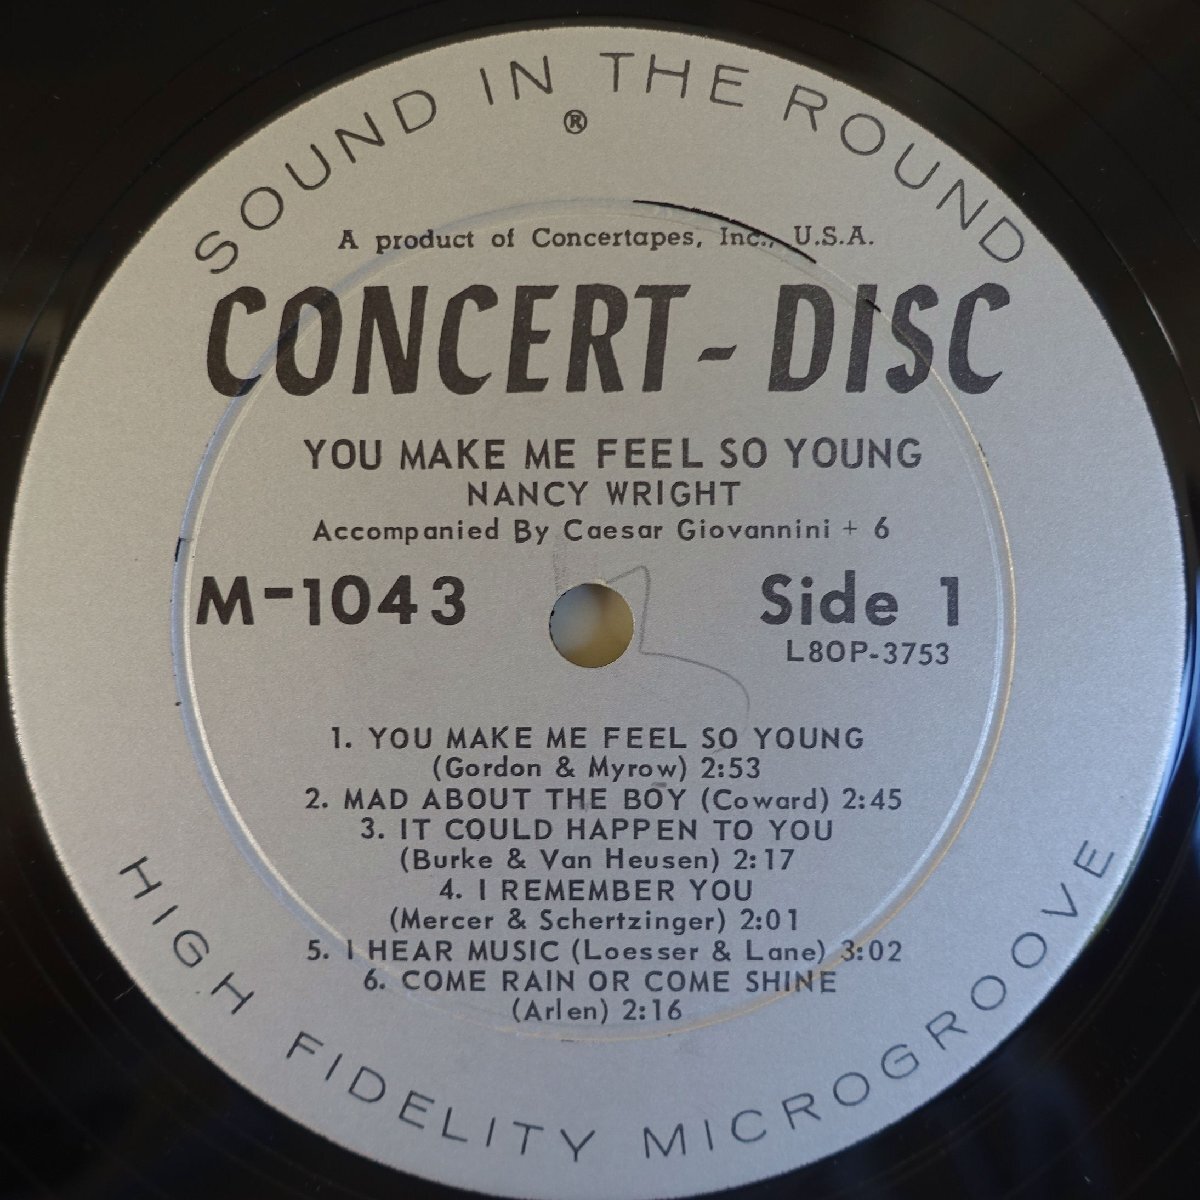 SOUND IN THE ROUND
®
A product of Concertapes, Inc., U.S.A.
CONCERT-DISC
YOU MAKE ME FEEL SO YOUNG
NANCY WRIGHT
Accompanied By Caesar Giovannini + 6
M-1043
Side 1
L8OP-3753
1. YOU MAKE ME FEEL SO YOUNG
(Gordon & Myrow) 2:53
2. MAD ABOUT THE BOY (Coward) 2:45
3. IT COULD HAPPEN TO YOU
(Burke & Van Heusen) 2:17
4. I REMEMBER YOU
(Mercer & Schertzinger) 2:01
5. I HEAR MUSIC (Loesser & Lane) 3:02
6. COME RAIN OR COME SHINE
(Arlen) 2:16
HIGH FIDELITY MICROGROOVE